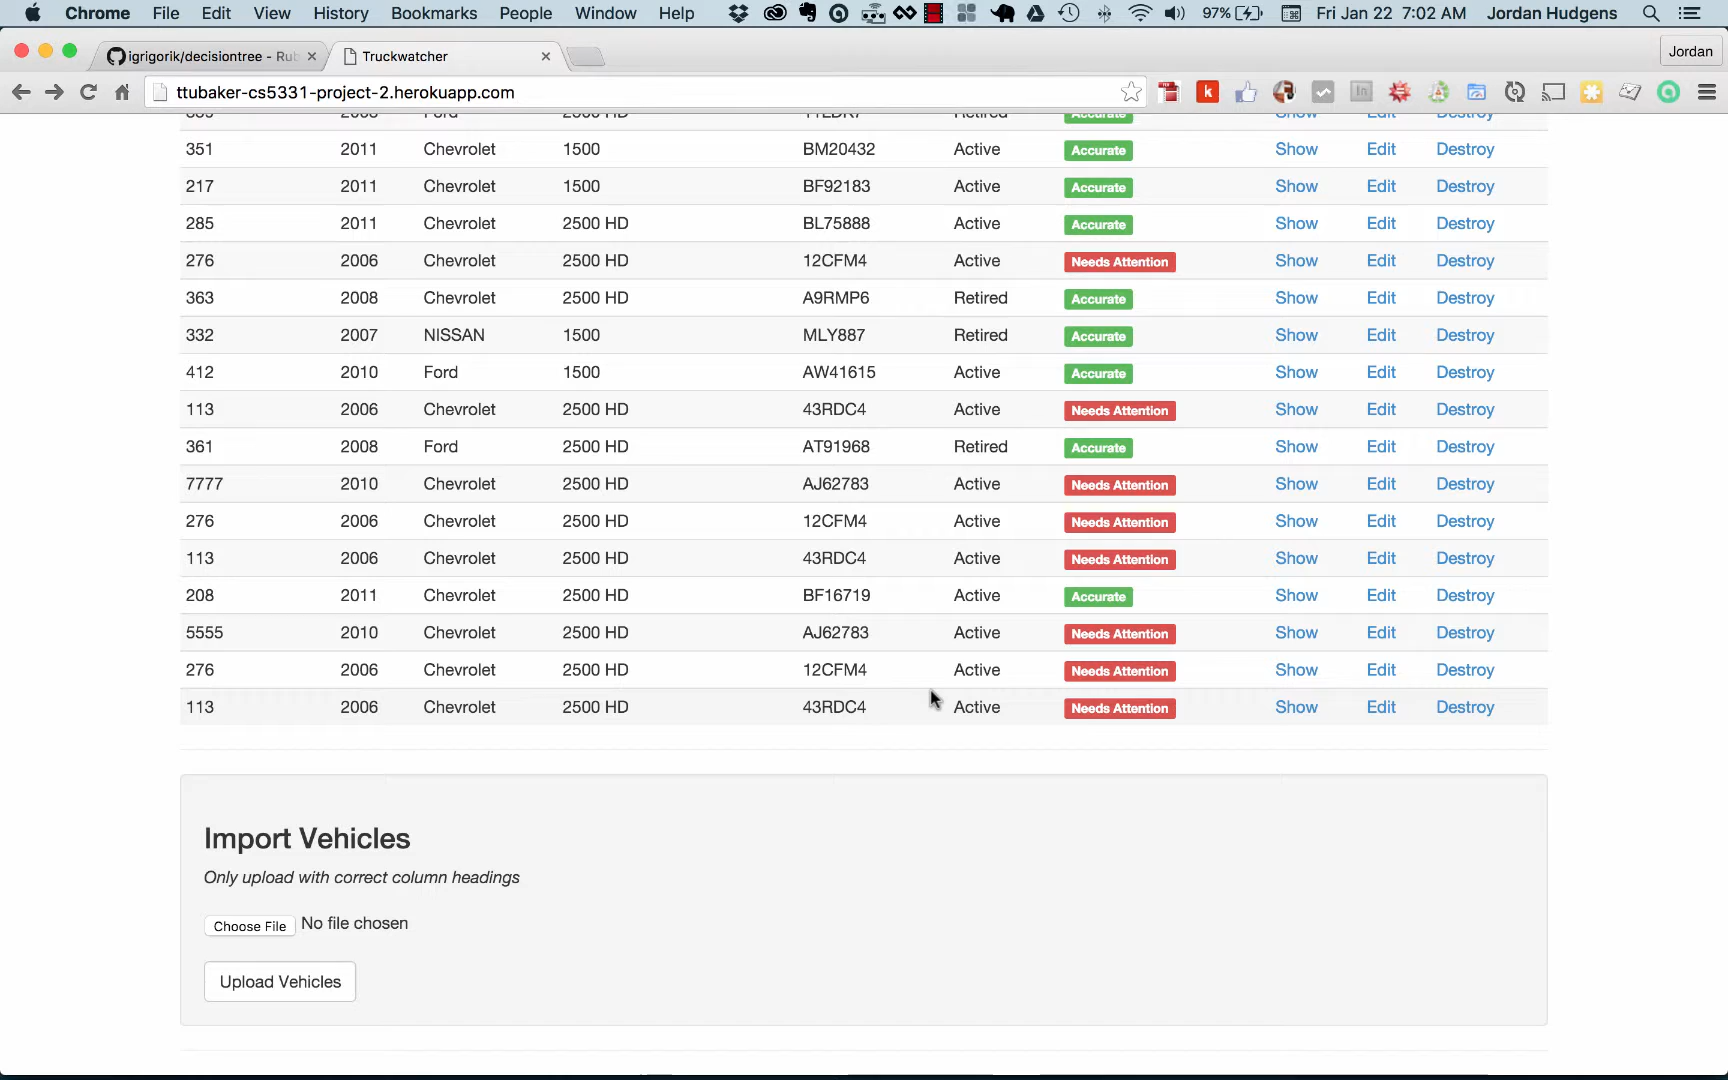 Chrome File Edit View History Bookmarks People Window Help 97% Fri Jan 22 7:02 AM Jordan Hudgens
igrigorik/decisiontree - Rub Truckwatcher Jordan
ttubaker-cs5331-project-2.herokuapp.com
351 2011 Chevrolet 1500 BM20432 Active Accurate Show Edit Destroy
217 2011 Chevrolet 1500 BF92183 Active Accurate Show Edit Destroy
285 2011 Chevrolet 2500 HD BL75888 Active Accurate Show Edit Destroy
276 2006 Chevrolet 2500 HD 12CFM4 Active Needs Attention Show Edit Destroy
363 2008 Chevrolet 2500 HD A9RMP6 Retired Accurate Show Edit Destroy
332 2007 NISSAN 1500 MLY887 Retired Accurate Show Edit Destroy
412 2010 Ford 1500 AW41615 Active Accurate Show Edit Destroy
113 2006 Chevrolet 2500 HD 43RDC4 Active Needs Attention Show Edit Destroy
361 2008 Ford 2500 HD AT91968 Retired Accurate Show Edit Destroy
7777 2010 Chevrolet 2500 HD AJ62783 Active Needs Attention Show Edit Destroy
276 2006 Chevrolet 2500 HD 12CFM4 Active Needs Attention Show Edit Destroy
113 2006 Chevrolet 2500 HD 43RDC4 Active Needs Attention Show Edit Destroy
208 2011 Chevrolet 2500 HD BF16719 Active Accurate Show Edit Destroy
5555 2010 Chevrolet 2500 HD AJ62783 Active Needs Attention Show Edit Destroy
276 2006 Chevrolet 2500 HD 12CFM4 Active Needs Attention Show Edit Destroy
113 2006 Chevrolet 2500 HD 43RDC4 Active Needs Attention Show Edit Destroy
Import Vehicles
Only upload with correct column headings
Choose File No file chosen
Upload Vehicles